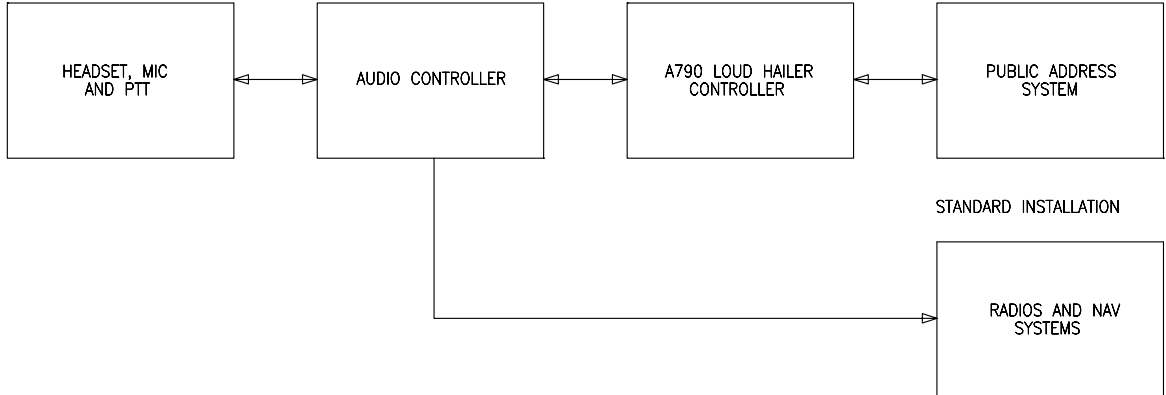 HEADSET, MIC
AND PTT
AUDIO CONTROLLER
A790 LOUD HAILER
CONTROLLER
PUBLIC ADDRESS
SYSTEM
STANDARD INSTALLATION
RADIOS AND NAV
SYSTEMS